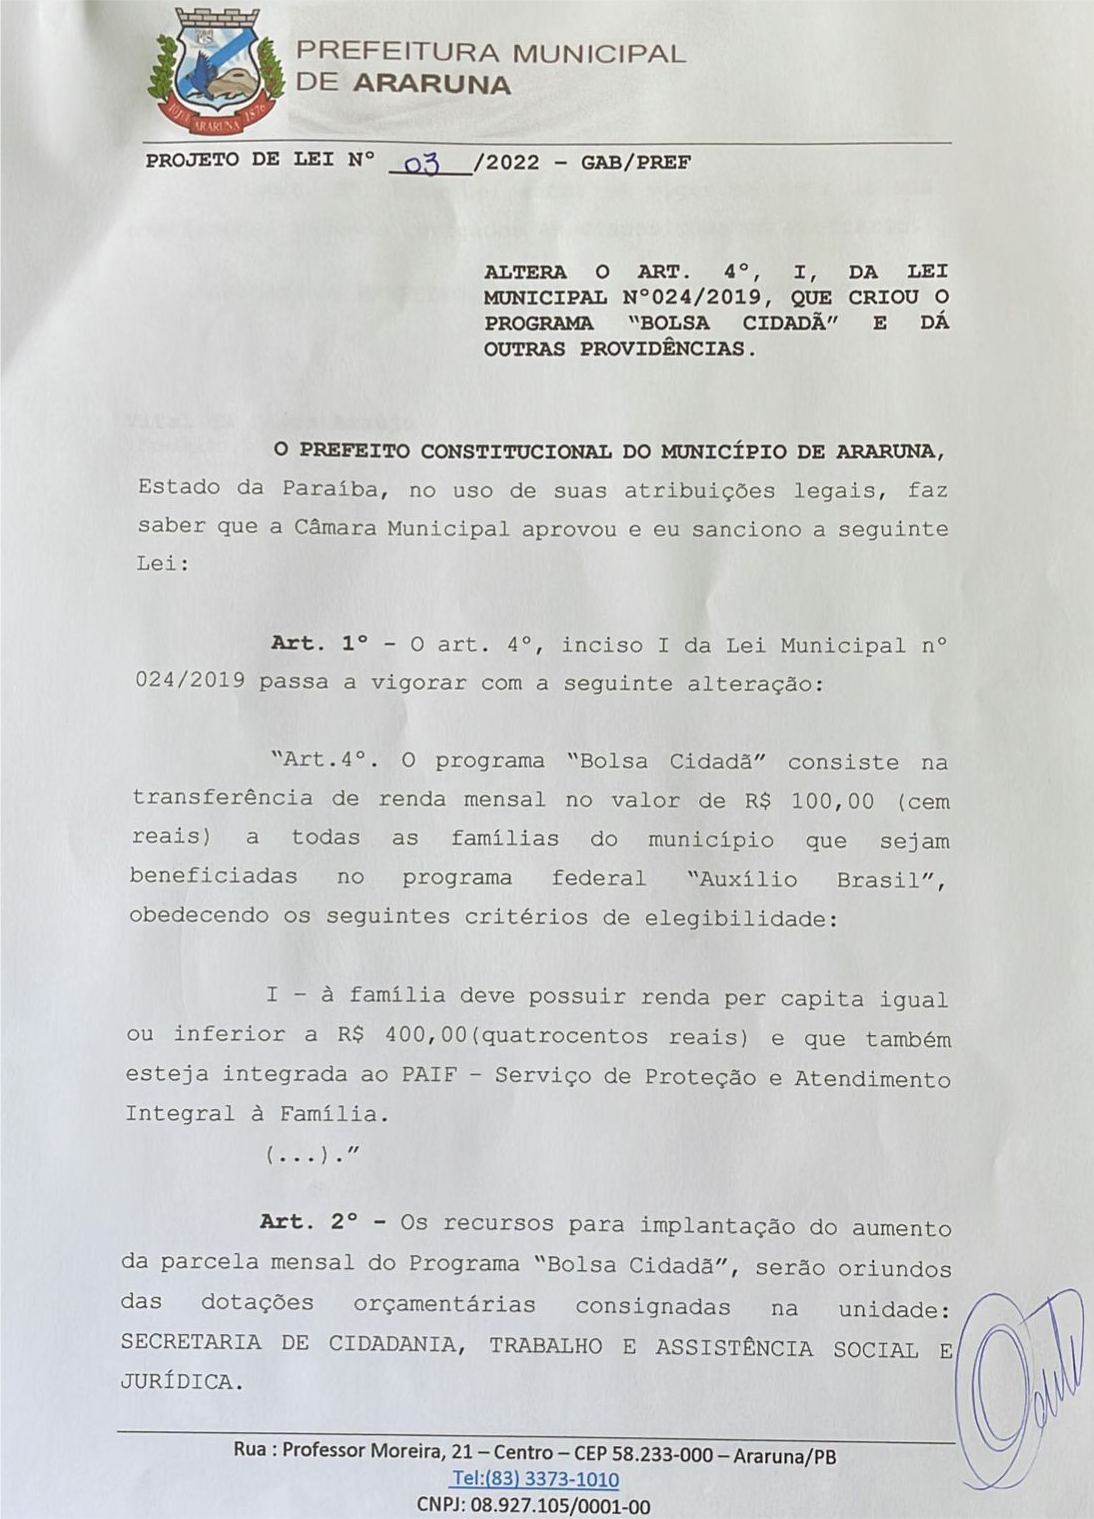 PREFEITURA MUNICIPAL
DE ARARUNA
ARARUNA
1876
PROJETO DE LEI Nº 03 /2022 – GAB/PREF
ALTERA O ART. 4º, I, DA LEI
MUNICIPAL Nº024/2019, QUE CRIOU O
PROGRAMA "BOLSA CIDADÃ" E DÁ
OUTRAS PROVIDÊNCIAS.
O PREFEITO CONSTITUCIONAL DO MUNICÍPIO DE ARARUNA,
Estado da Paraíba, no uso de suas atribuições legais, faz
saber que a Câmara Municipal aprovou e eu sanciono a seguinte
Lei:
Art. 1º - O art. 4º, inciso I da Lei Municipal nº
024/2019 passa a vigorar com a seguinte alteração:
"Art.4º. O programa "Bolsa Cidadã" consiste na
transferência de renda mensal no valor de R$ 100,00 (cem
reais) a todas as famílias do município que sejam
beneficiadas no programa federal "Auxílio Brasil",
obedecendo os seguintes critérios de elegibilidade:
I – à família deve possuir renda per capita igual
ou inferior a R$ 400,00(quatrocentos reais) e que também
esteja integrada ao PAIF – Serviço de Proteção e Atendimento
Integral à Família.
(...)."
Art. 2º - Os recursos para implantação do aumento
da parcela mensal do Programa "Bolsa Cidadã", serão oriundos
das dotações orçamentárias consignadas na unidade:
SECRETARIA DE CIDADANIA, TRABALHO E ASSISTÊNCIA SOCIAL E
JURÍDICA.
Rua : Professor Moreira, 21 – Centro – CEP 58.233-000 – Araruna/PB
Tel:(83) 3373-1010
CNPJ: 08.927.105/0001-00